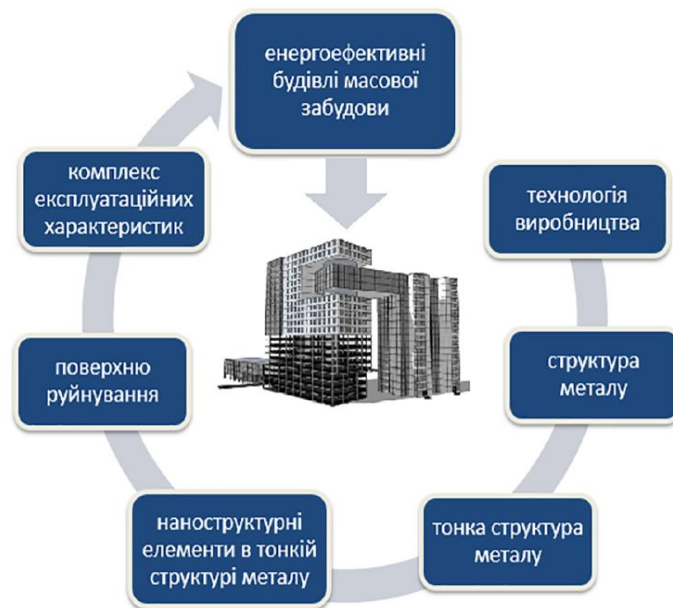 енергоефективні
будівлі масової
забудови
технологія
виробництва
структура
металу
тонка структура
металу
наноструктурні
елементи в тонкій
структурі металу
поверхню
руйнування
комплекс
експлуатаційних
характеристик